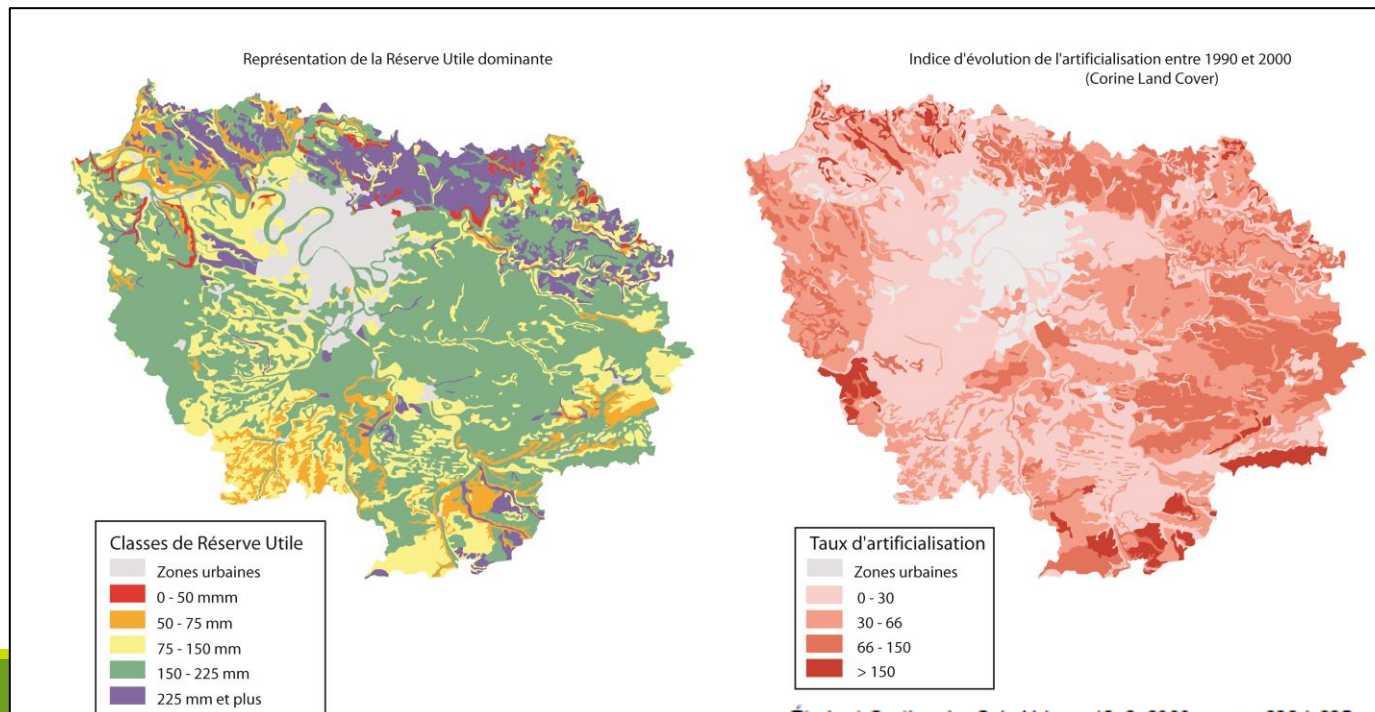 Représentation de la Réserve Utile dominante
Indice d'évolution de l'artificialisation entre 1990 et 2000
(Corine Land Cover)
Classes de Réserve Utile
Zones urbaines
0 - 50 mmm
50 - 75 mm
75 - 150 mm
150 - 225 mm
225 mm et plus
Taux d'artificialisation
Zones urbaines
0 - 30
30 - 66
66 - 150
> 150